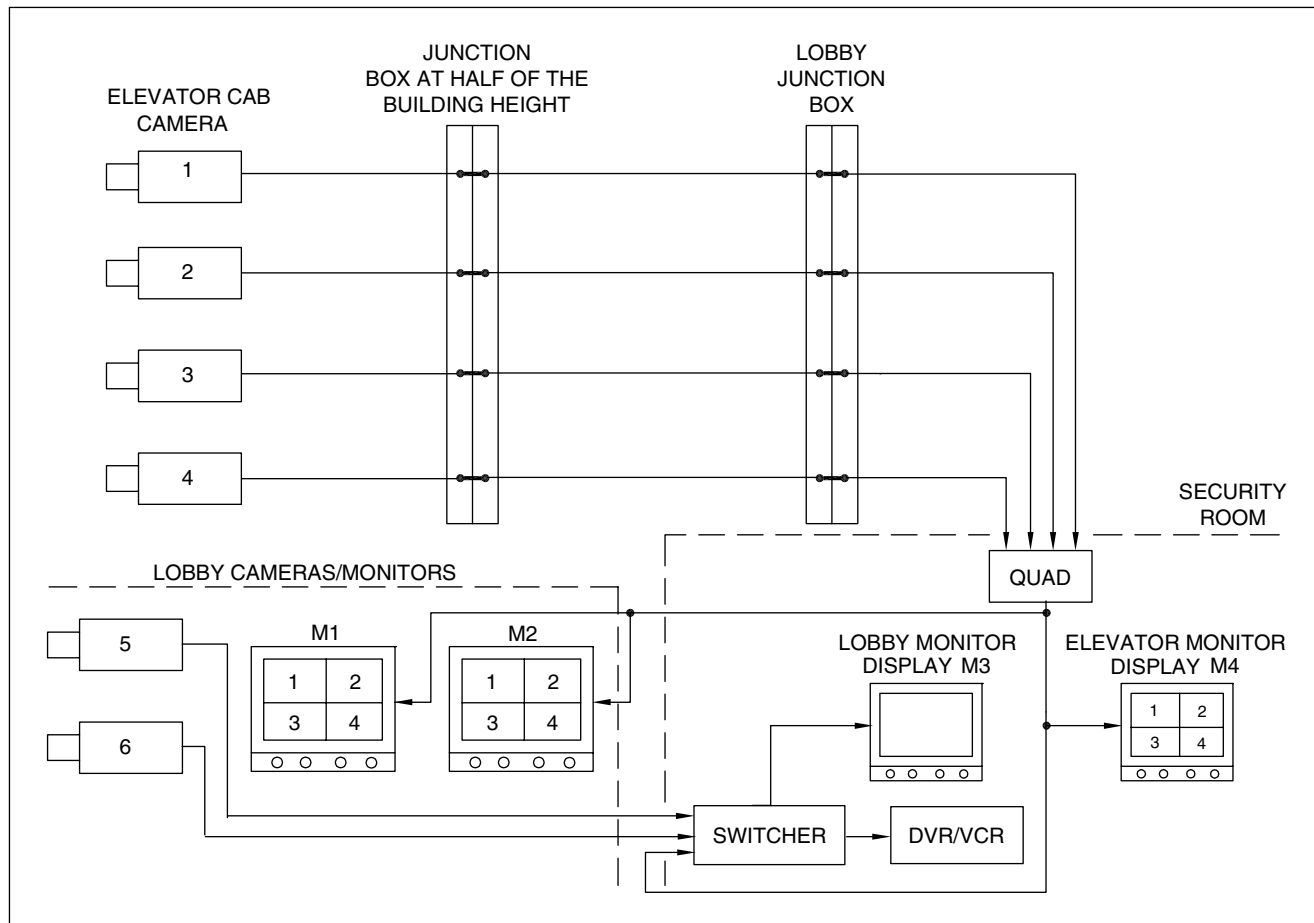 JUNCTION
BOX AT HALF OF THE
BUILDING HEIGHT
LOBBY
JUNCTION
BOX
ELEVATOR CAB
CAMERA
1
2
3
4
SECURITY
ROOM
QUAD
LOBBY CAMERAS/MONITORS
5
6
M1
1 2
3 4
M2
1 2
3 4
LOBBY MONITOR
DISPLAY M3
ELEVATOR MONITOR
DISPLAY M4
1 2
3 4
SWITCHER
DVR/VCR